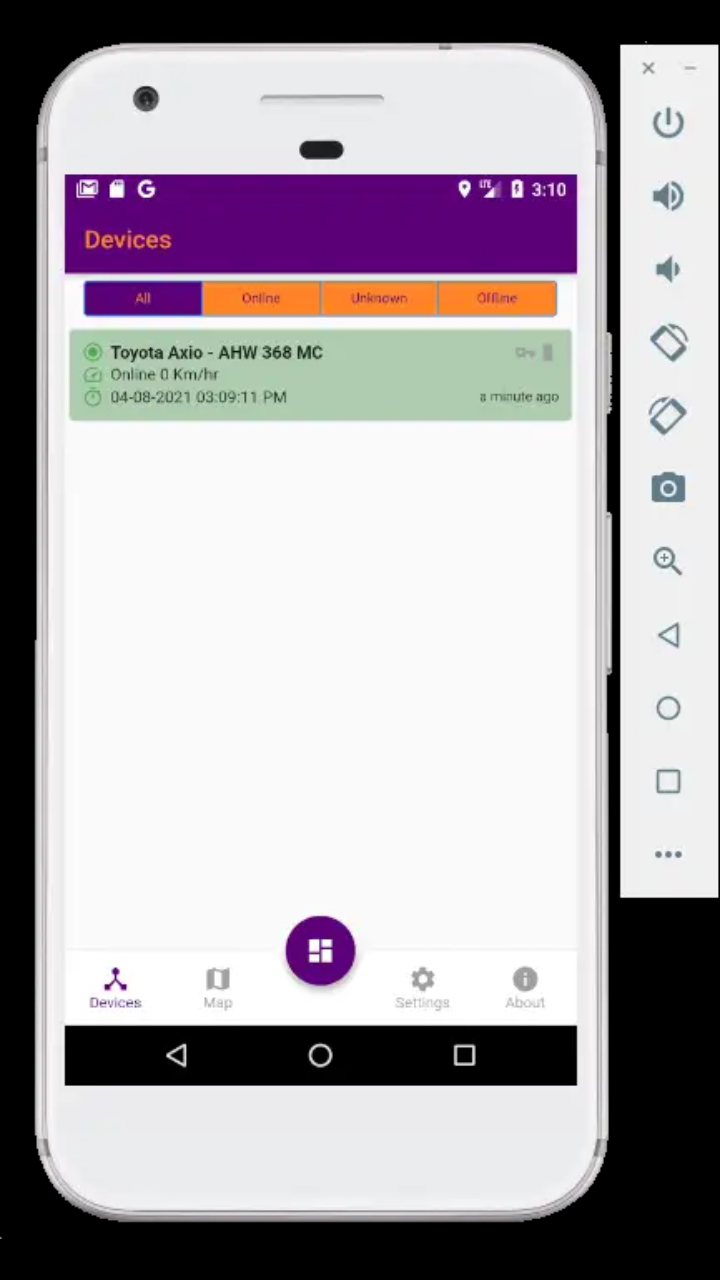 LTE 3:10
Devices
All Online Unknown Offline
Toyota Axio - AHW 368 MC
Online 0 Km/hr
04-08-2021 03:09:11 PM a minute ago
Devices Map Settings About